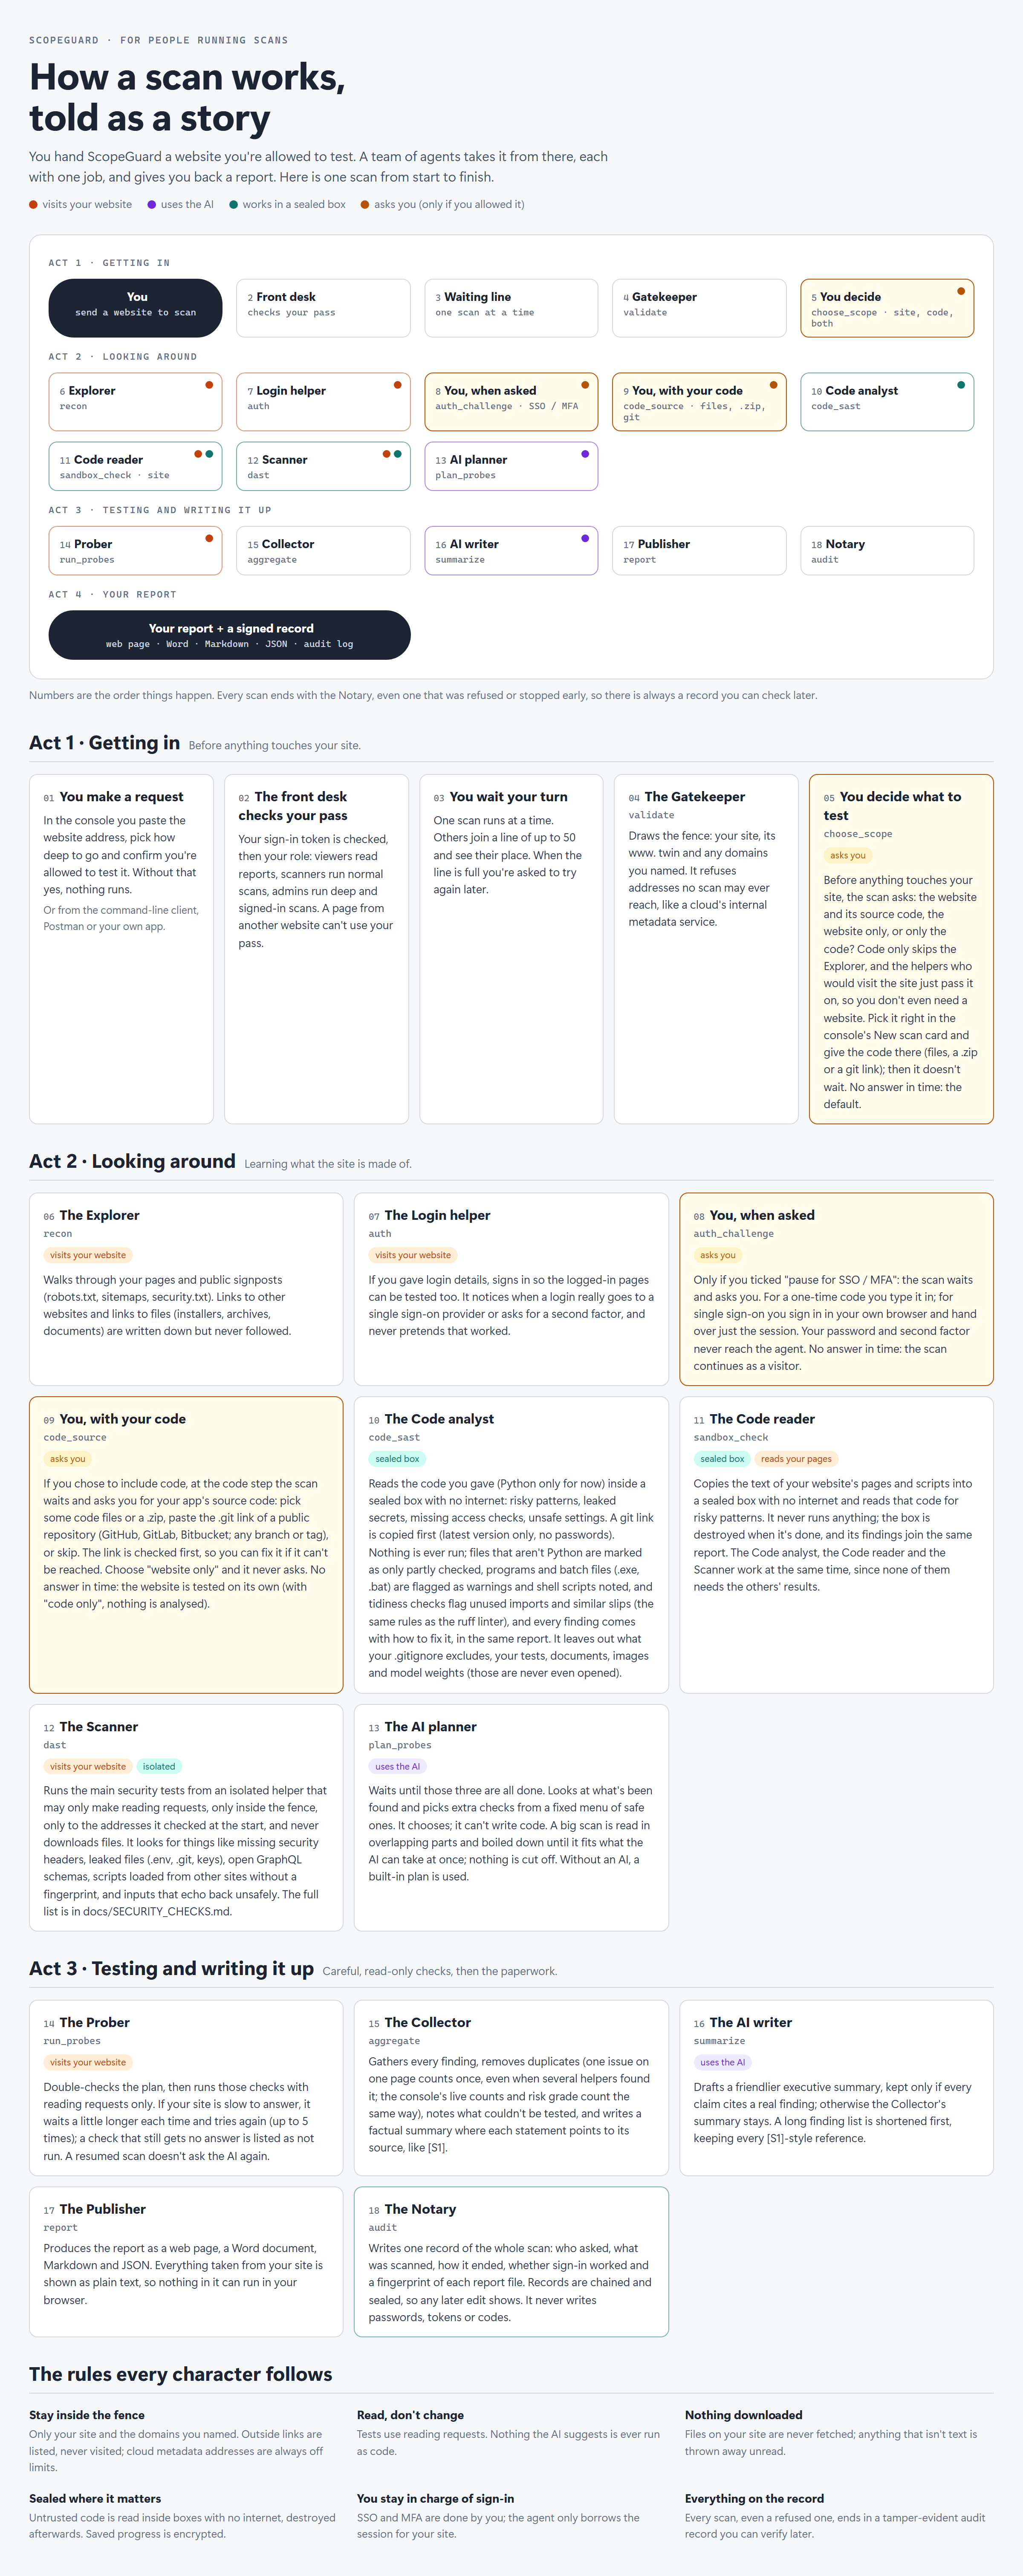 SCOPEGUARD · FOR PEOPLE RUNNING SCANS
How a scan works,
told as a story
You hand ScopeGuard a website you're allowed to test. A team of agents takes it from there, each
with one job, and gives you back a report. Here is one scan from start to finish.
visits your website
uses the AI
works in a sealed box
asks you (only if you allowed it)
ACT 1 · GETTING IN
You
send a website to scan
2 Front desk
checks your pass
3 Waiting line
one scan at a time
4 Gatekeeper
validate
5 You decide
choose_scope · site, code,
both
ACT 2 · LOOKING AROUND
6 Explorer
recon
7 Login helper
auth
8 You, when asked
auth_challenge · SSO / MFA
9 You, with your code
code_source · files, .zip,
git
10 Code analyst
code_sast
11 Code reader
sandbox_check · site
12 Scanner
dast
13 AI planner
plan_probes
ACT 3 · TESTING AND WRITING IT UP
14 Prober
run_probes
15 Collector
aggregate
16 AI writer
summarize
17 Publisher
report
18 Notary
audit
ACT 4 · YOUR REPORT
Your report + a signed record
web page · Word · Markdown · JSON · audit log
Numbers are the order things happen. Every scan ends with the Notary, even one that was refused or stopped early, so there is always a record you can check later.
Act 1 · Getting in Before anything touches your site.
01 You make a request
In the console you paste the
website address, pick how
deep to go and confirm you're
allowed to test it. Without that
yes, nothing runs.
Or from the command-line client,
Postman or your own app.
02 The front desk
checks your pass
Your sign-in token is checked,
then your role: viewers read
reports, scanners run normal
scans, admins run deep and
signed-in scans. A page from
another website can't use your
pass.
03 You wait your turn
One scan runs at a time.
Others join a line of up to 50
and see their place. When the
line is full you're asked to try
again later.
04 The Gatekeeper
validate
Draws the fence: your site, its
www. twin and any domains
you named. It refuses
addresses no scan may ever
reach, like a cloud's internal
metadata service.
05 You decide what to
test
choose_scope
asks you
Before anything touches your
site, the scan asks: the website
and its source code, the
website only, or only the
code? Code only skips the
Explorer, and the helpers who
would visit the site just pass it
on, so you don't even need a
website. Pick it right in the
console's New scan card and
give the code there (files, a .zip
or a git link); then it doesn't
wait. No answer in time: the
default.
Act 2 · Looking around Learning what the site is made of.
06 The Explorer
recon
visits your website
Walks through your pages and public signposts
(robots.txt, sitemaps, security.txt). Links to other
websites and links to files (installers, archives,
documents) are written down but never followed.
07 The Login helper
auth
visits your website
If you gave login details, signs in so the logged-in pages
can be tested too. It notices when a login really goes to a
single sign-on provider or asks for a second factor, and
never pretends that worked.
08 You, when asked
auth_challenge
asks you
Only if you ticked "pause for SSO / MFA": the scan waits
and asks you. For a one-time code you type it in; for
single sign-on you sign in in your own browser and hand
over just the session. Your password and second factor
never reach the agent. No answer in time: the scan
continues as a visitor.
09 You, with your code
code_source
asks you
If you chose to include code, at the code step the scan
waits and asks you for your app's source code: pick
some code files or a .zip, paste the .git link of a public
repository (GitHub, GitLab, Bitbucket; any branch or tag),
or skip. The link is checked first, so you can fix it if it can't
be reached. Choose "website only" and it never asks. No
answer in time: the website is tested on its own (with
"code only", nothing is analysed).
10 The Code analyst
code_sast
sealed box
Reads the code you gave (Python only for now) inside a
sealed box with no internet: risky patterns, leaked
secrets, missing access checks, unsafe settings. A git link
is copied first (latest version only, no passwords).
Nothing is ever run; files that aren't Python are marked
as only partly checked, programs and batch files (.exe,
.bat) are flagged as warnings and shell scripts noted, and
tidiness checks flag unused imports and similar slips (the
same rules as the ruff linter), and every finding comes
with how to fix it, in the same report. It leaves out what
your .gitignore excludes, your tests, documents, images
and model weights (those are never even opened).
11 The Code reader
sandbox_check
sealed box
reads your pages
Copies the text of your website's pages and scripts into
a sealed box with no internet and reads that code for
risky patterns. It never runs anything; the box is
destroyed when it's done, and its findings join the same
report. The Code analyst, the Code reader and the
Scanner work at the same time, since none of them
needs the others' results.
12 The Scanner
dast
visits your website
isolated
Runs the main security tests from an isolated helper that
may only make reading requests, only inside the fence,
only to the addresses it checked at the start, and never
downloads files. It looks for things like missing security
headers, leaked files (.env, .git, keys), open GraphQL
schemas, scripts loaded from other sites without a
fingerprint, and inputs that echo back unsafely. The full
list is in docs/SECURITY_CHECKS.md.
13 The AI planner
plan_probes
uses the AI
Waits until those three are all done. Looks at what's been
found and picks extra checks from a fixed menu of safe
ones. It chooses; it can't write code. A big scan is read in
overlapping parts and boiled down until it fits what the
AI can take at once; nothing is cut off. Without an AI, a
built-in plan is used.
Act 3 · Testing and writing it up Careful, read-only checks, then the paperwork.
14 The Prober
run_probes
visits your website
Double-checks the plan, then runs those checks with
reading requests only. If your site is slow to answer, it
waits a little longer each time and tries again (up to 5
times); a check that still gets no answer is listed as not
run. A resumed scan doesn't ask the AI again.
15 The Collector
aggregate
Gathers every finding, removes duplicates (one issue on
one page counts once, even when several helpers found
it; the console's live counts and risk grade count the
same way), notes what couldn't be tested, and writes a
factual summary where each statement points to its
source, like [S1].
16 The AI writer
summarize
uses the AI
Drafts a friendlier executive summary, kept only if every
claim cites a real finding; otherwise the Collector's
summary stays. A long finding list is shortened first,
keeping every [S1]-style reference.
17 The Publisher
report
Produces the report as a web page, a Word document,
Markdown and JSON. Everything taken from your site is
shown as plain text, so nothing in it can run in your
browser.
18 The Notary
audit
Writes one record of the whole scan: who asked, what
was scanned, how it ended, whether sign-in worked and
a fingerprint of each report file. Records are chained and
sealed, so any later edit shows. It never writes
passwords, tokens or codes.
The rules every character follows
Stay inside the fence
Only your site and the domains you named. Outside links are
listed, never visited; cloud metadata addresses are always off
limits.
Read, don't change
Tests use reading requests. Nothing the AI suggests is ever run
as code.
Nothing downloaded
Files on your site are never fetched; anything that isn't text is
thrown away unread.
Sealed where it matters
Untrusted code is read inside boxes with no internet, destroyed
afterwards. Saved progress is encrypted.
You stay in charge of sign-in
SSO and MFA are done by you; the agent only borrows the
session for your site.
Everything on the record
Every scan, even a refused one, ends in a tamper-evident audit
record you can verify later.